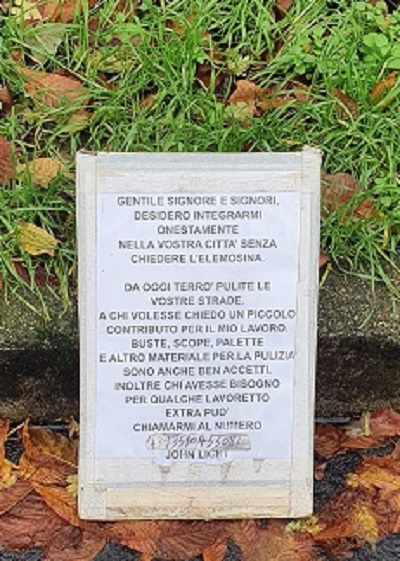 GENTILE SIGNORE E SIGNORI,
DESIDERO INTEGRARMI
ONESTAMENTE
NELLA VOSTRA CITTA' SENZA
CHIEDERE L'ELEMOSINA.
DA OGGI TERRO' PULITE LE
VOSTRE STRADE.
A CHI VOLESSE CHIEDO UN PICCOLO
CONTRIBUTO PER IL MIO LAVORO.
BUSTE, SCOPE, PALETTE
E ALTRO MATERIALE PER LA PULIZIA
SONO ANCHE BEN ACCETTI.
INOLTRE CHI AVESSE BISOGNO
PER QUALCHE LAVORETTO
EXTRA PUO'
CHIAMARMI AL NUMERO
JOHN LIGHT